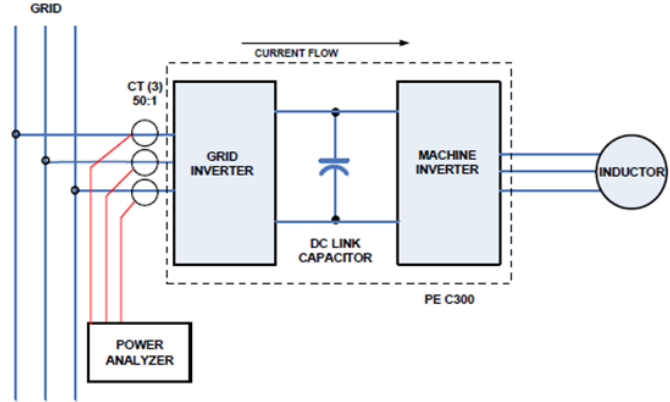 GRID
CURRENT FLOW
CT (3)
50:1
GRID
INVERTER
MACHINE
INVERTER
INDUCTOR
DC LINK
CAPACITOR
PE C300
POWER
ANALYZER